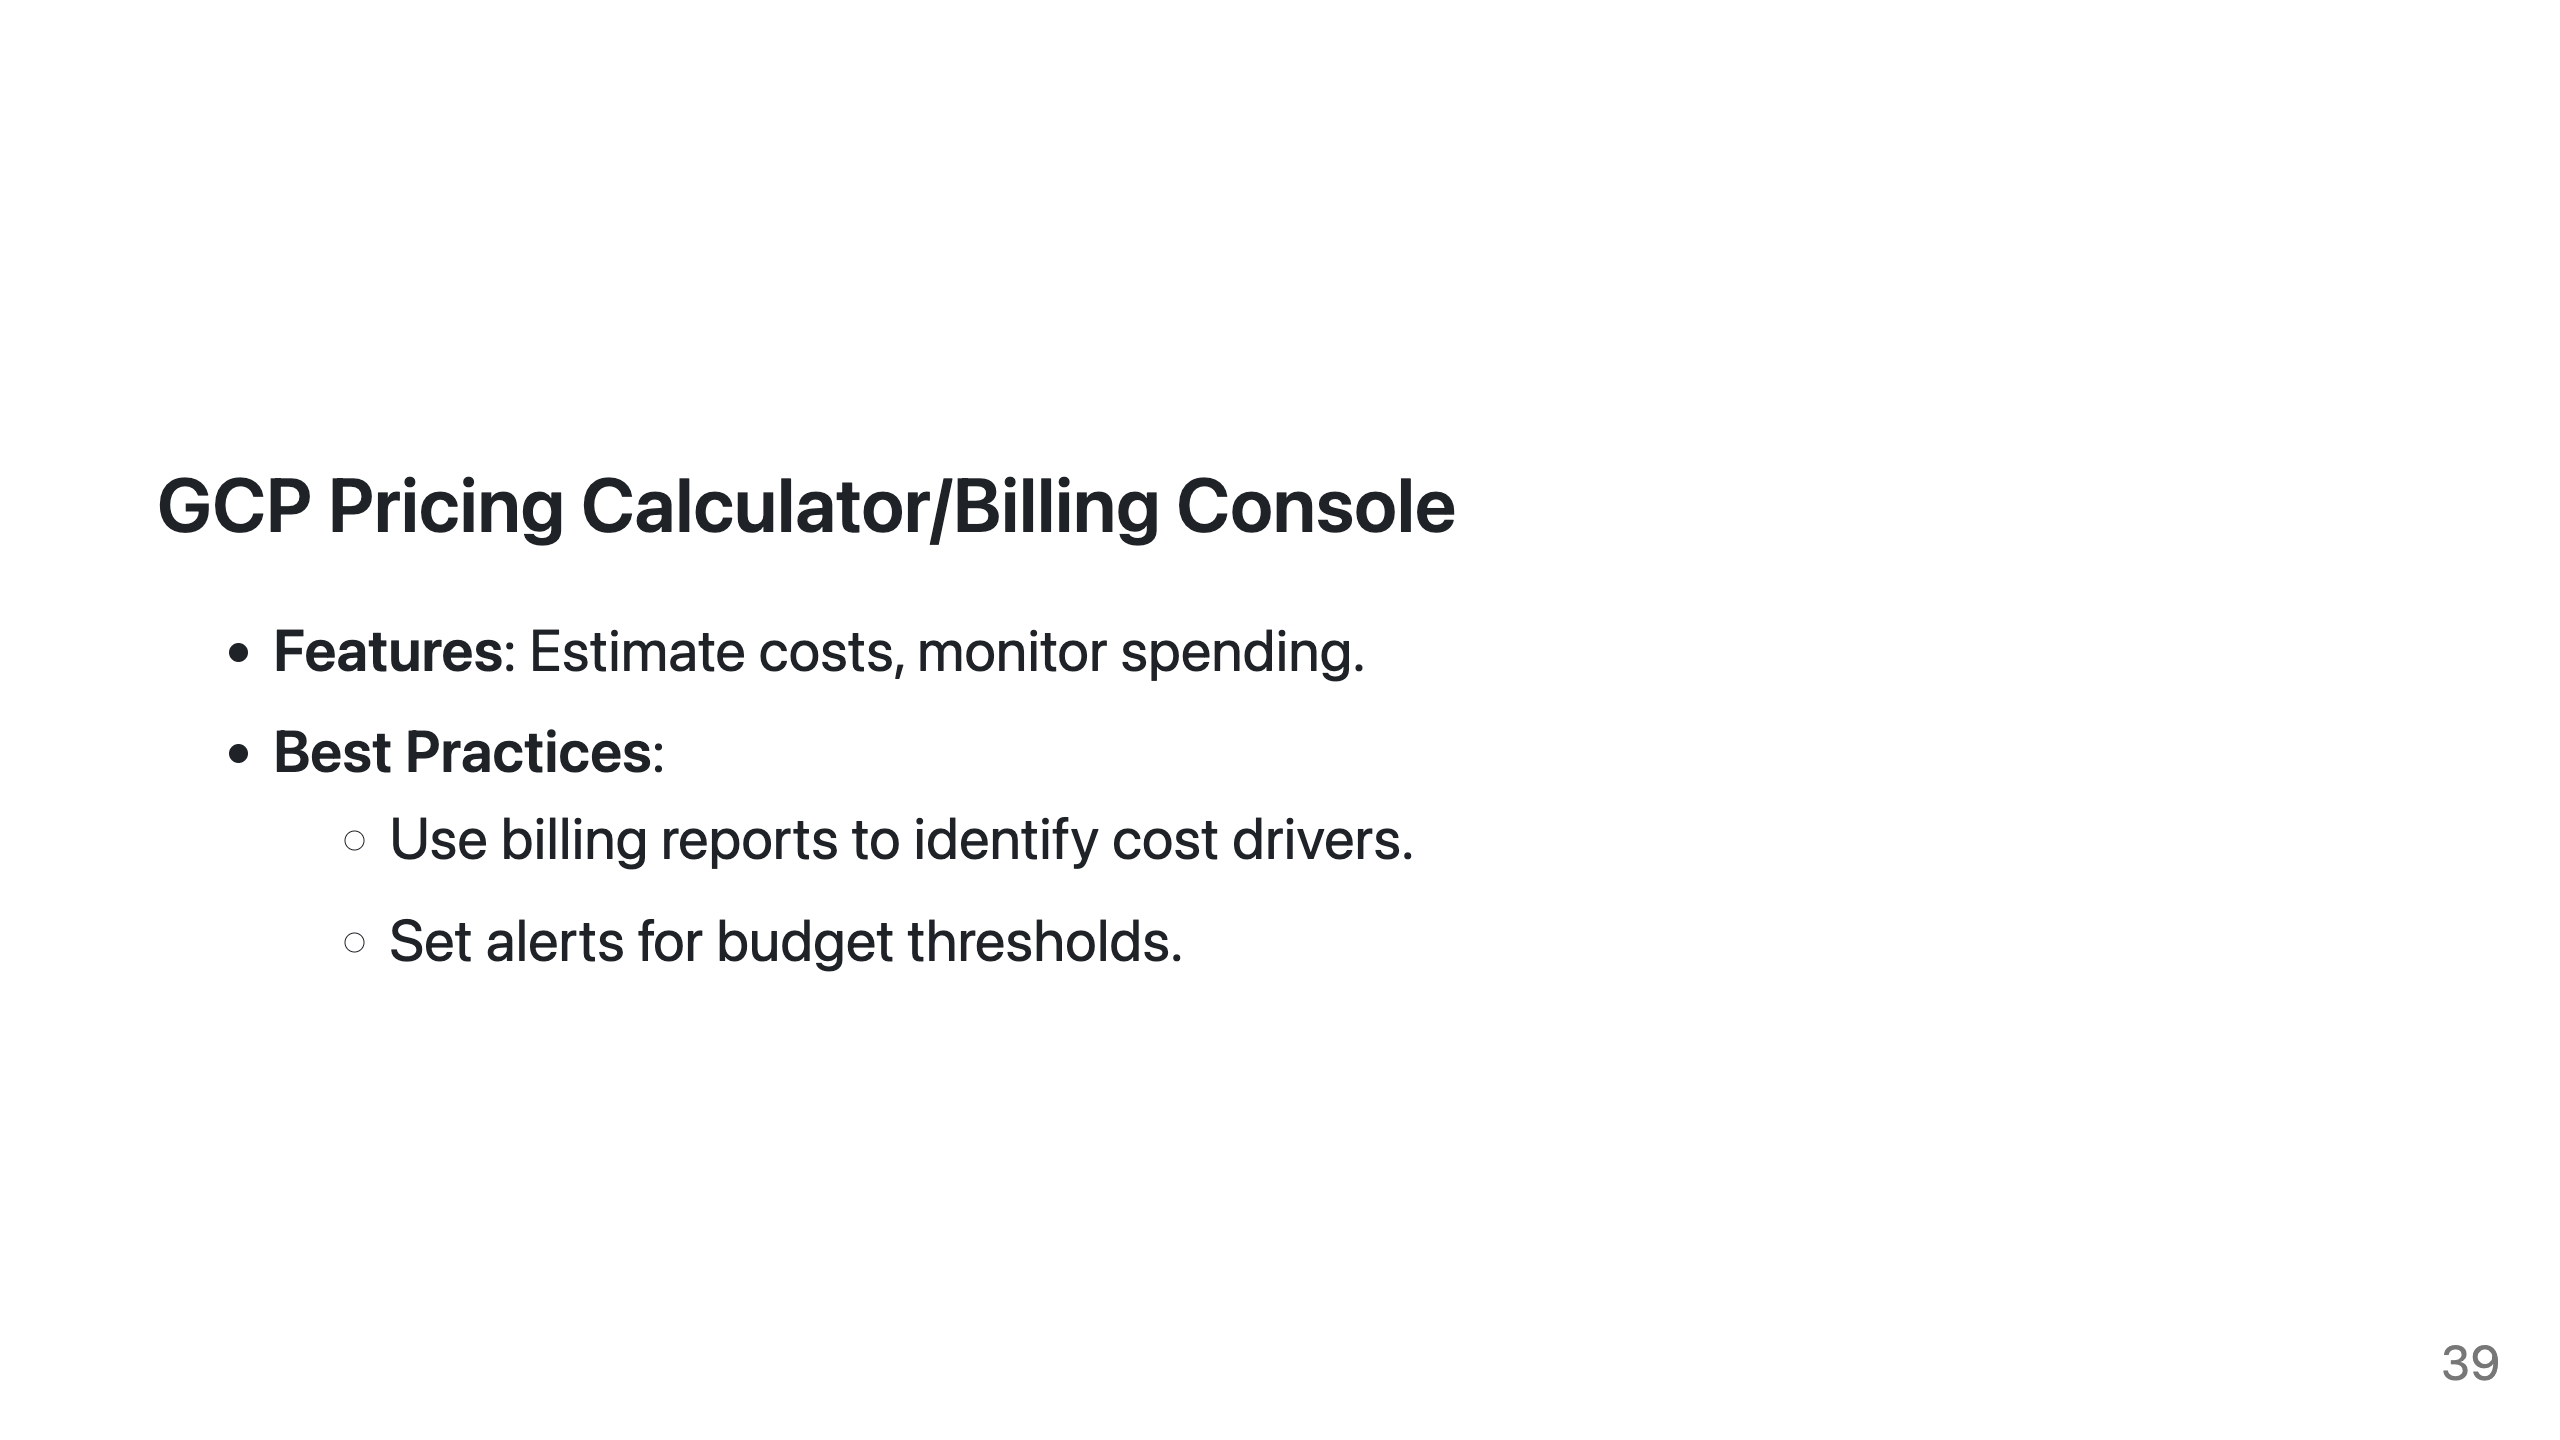 GCP Pricing Calculator/Billing Console
• Features: Estimate costs, monitor spending.
• Best Practices:
○ Use billing reports to identify cost drivers.
○ Set alerts for budget thresholds.
39